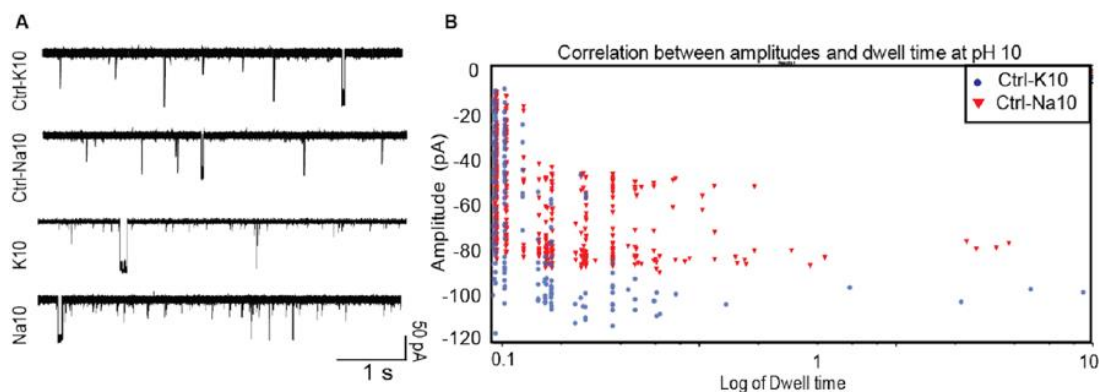 A
Ctrl-K10
Ctrl-Na10
K10
Na10
50 pA
1 s
B
Correlation between amplitudes and dwell time at pH 10
Ctrl-K10
Ctrl-Na10
Amplitude (pA)
0
-20
-40
-60
-80
-100
-120
0.1
1
10
Log of Dwell time